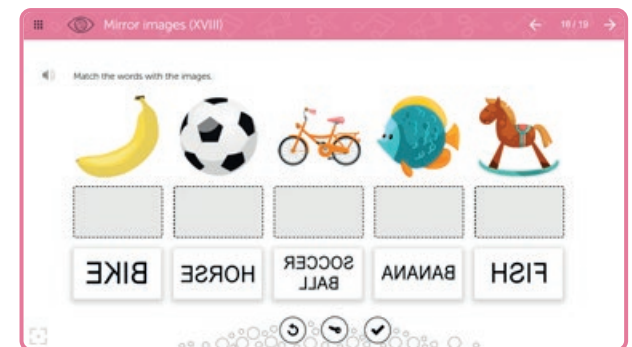 Mirror images (XVIII)
18 / 19
Match the words with the images.
BIKE
HORSE
SOCCER
BALL
BANANA
FISH